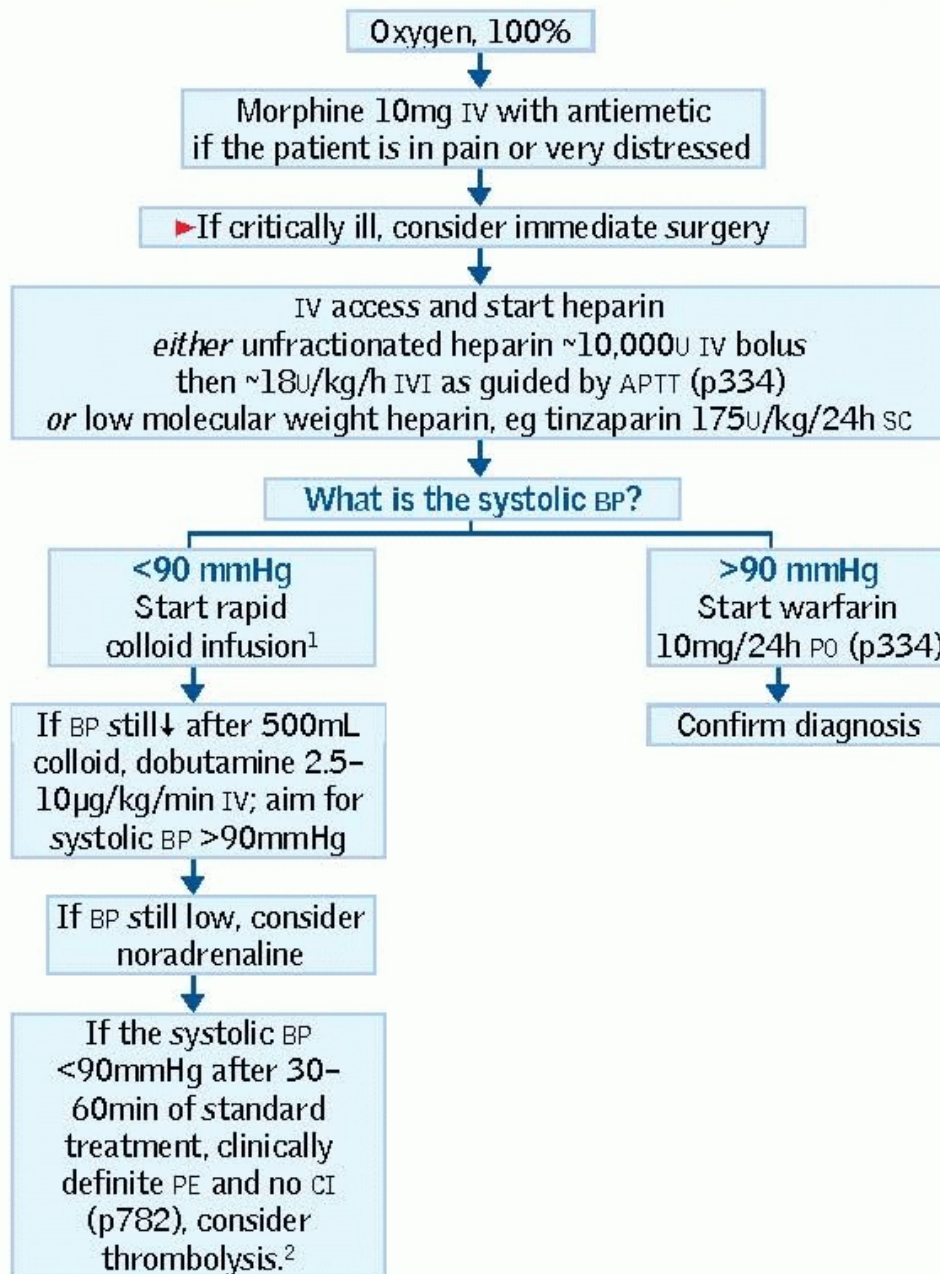 Oxygen, 100%
Morphine 10mg IV with antiemetic
if the patient is in pain or very distressed
►If critically ill, consider immediate surgery
IV access and start heparin
either unfractionated heparin ~10,000U IV bolus
then ~18U/kg/h IVI as guided by APTT (p334)
or low molecular weight heparin, eg tinzaparin 175U/kg/24h SC
What is the systolic BP?
<90 mmHg
Start rapid
colloid infusion¹
If BP still↓ after 500mL
colloid, dobutamine 2.5–
10µg/kg/min IV; aim for
systolic BP >90mmHg
If BP still low, consider
noradrenaline
If the systolic BP
<90mmHg after 30–
60min of standard
treatment, clinically
definite PE and no CI
(p782), consider
thrombolysis.²
>90 mmHg
Start warfarin
10mg/24h PO (p334)
Confirm diagnosis